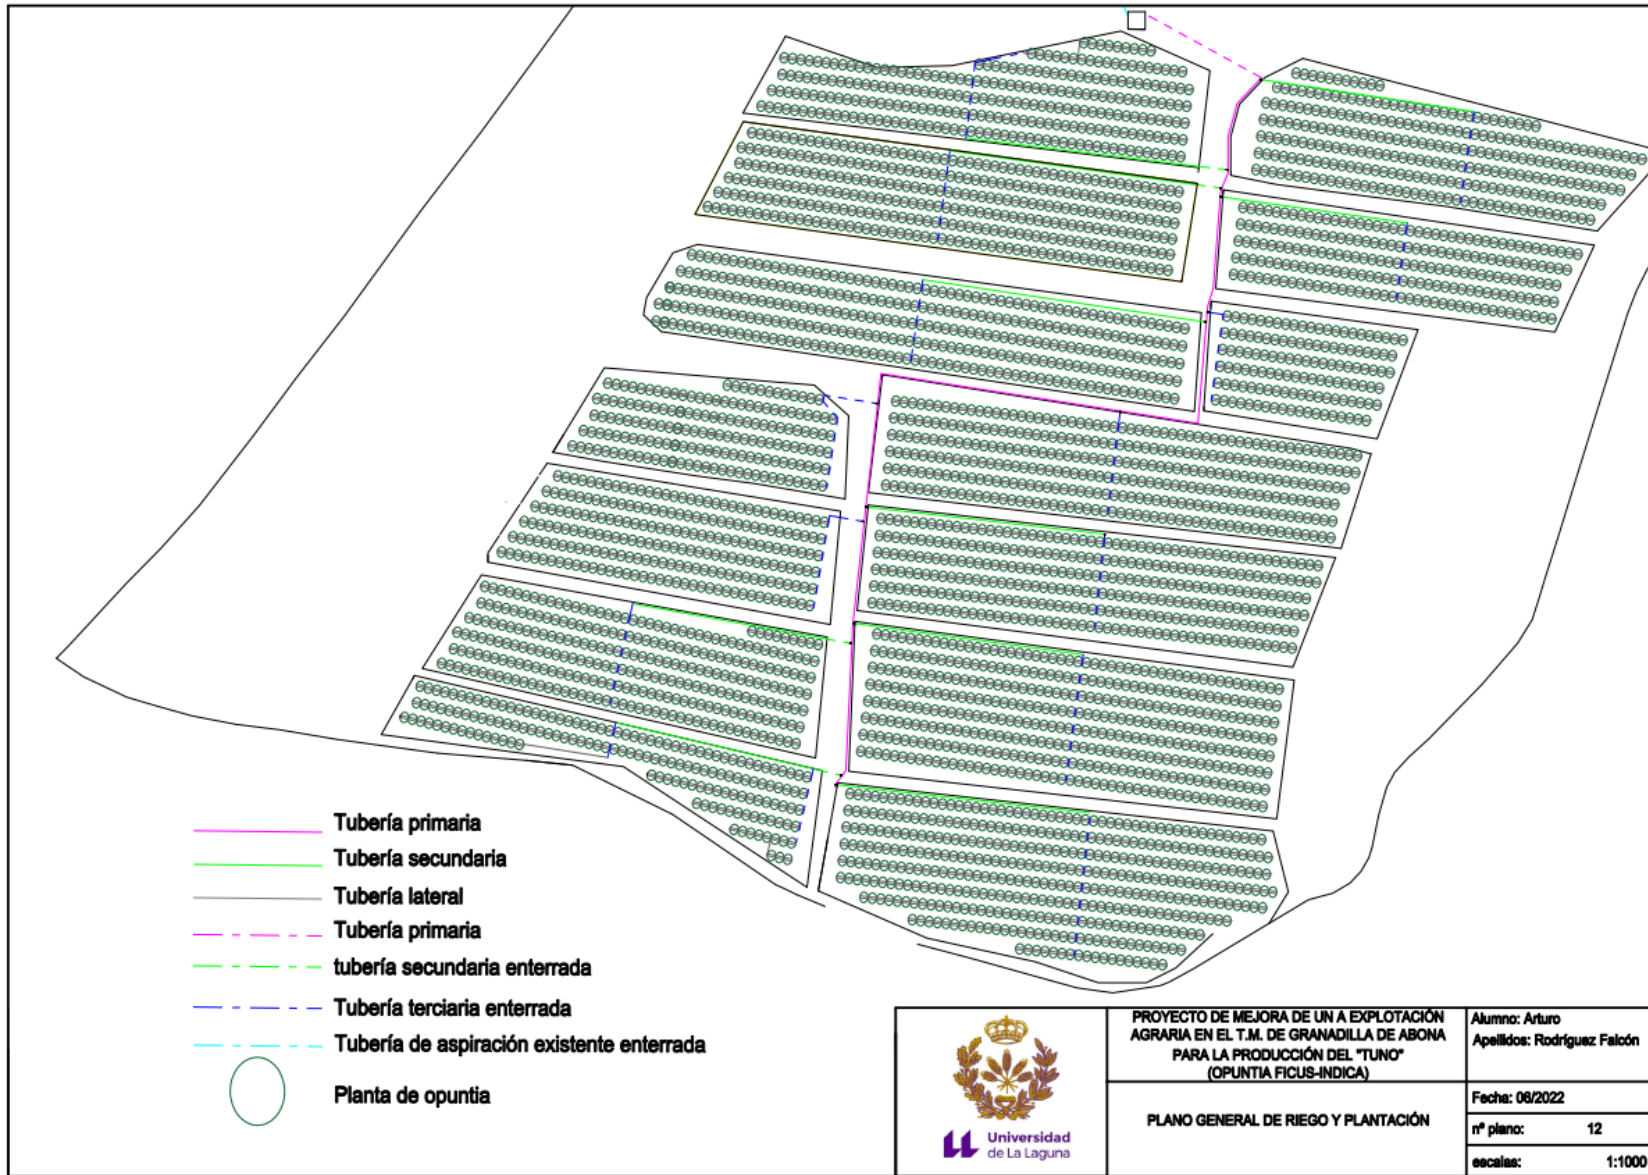 Tubería primaria
Tubería secundaria
Tubería lateral
Tubería primaria
tubería secundaria enterrada
Tubería terciaria enterrada
Tubería de aspiración existente enterrada
Planta de opuntia
Universidad
de La Laguna
PROYECTO DE MEJORA DE UN A EXPLOTACIÓN
AGRARIA EN EL T.M. DE GRANADILLA DE ABONA
PARA LA PRODUCCIÓN DEL "TUNO"
(OPUNTIA FICUS-INDICA)
PLANO GENERAL DE RIEGO Y PLANTACIÓN
Alumno: Arturo
Apellidos: Rodríguez Falcón
Fecha: 06/2022
nº plano: 12
escalas: 1:1000